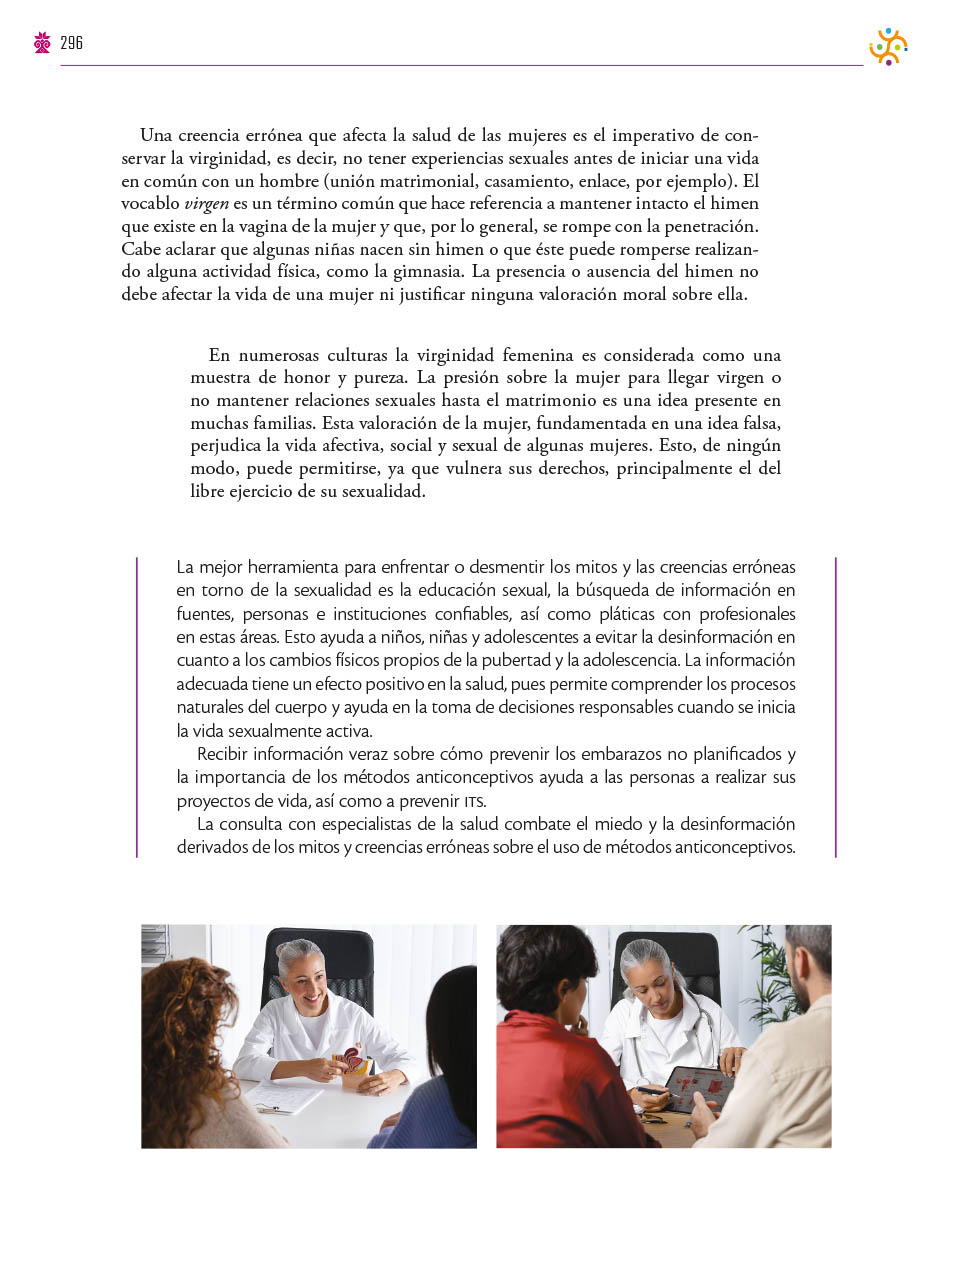 296
Una creencia errónea que afecta la salud de las mujeres es el imperativo de con-
servar la virginidad, es decir, no tener experiencias sexuales antes de iniciar una vida
en común con un hombre (unión matrimonial, casamiento, enlace, por ejemplo). El
vocablo virgen es un término común que hace referencia a mantener intacto el himen
que existe en la vagina de la mujer y que, por lo general, se rompe con la penetración.
Cabe aclarar que algunas niñas nacen sin himen o que éste puede romperse realizan-
do alguna actividad física, como la gimnasia. La presencia o ausencia del himen no
debe afectar la vida de una mujer ni justificar ninguna valoración moral sobre ella.
En numerosas culturas la virginidad femenina es considerada como una
muestra de honor y pureza. La presión sobre la mujer para llegar virgen o
no mantener relaciones sexuales hasta el matrimonio es una idea presente en
muchas familias. Esta valoración de la mujer, fundamentada en una idea falsa,
perjudica la vida afectiva, social y sexual de algunas mujeres. Esto, de ningún
modo, puede permitirse, ya que vulnera sus derechos, principalmente el del
libre ejercicio de su sexualidad.
La mejor herramienta para enfrentar o desmentir los mitos y las creencias erróneas
en torno de la sexualidad es la educación sexual, la búsqueda de información en
fuentes, personas e instituciones confiables, así como pláticas con profesionales
en estas áreas. Esto ayuda a niños, niñas y adolescentes a evitar la desinformación en
cuanto a los cambios físicos propios de la pubertad y la adolescencia. La información
adecuada tiene un efecto positivo en la salud, pues permite comprender los procesos
naturales del cuerpo y ayuda en la toma de decisiones responsables cuando se inicia
la vida sexualmente activa.
Recibir información veraz sobre cómo prevenir los embarazos no planificados y
la importancia de los métodos anticonceptivos ayuda a las personas a realizar sus
proyectos de vida, así como a prevenir ITS.
La consulta con especialistas de la salud combate el miedo y la desinformación
derivados de los mitos y creencias erróneas sobre el uso de métodos anticonceptivos.